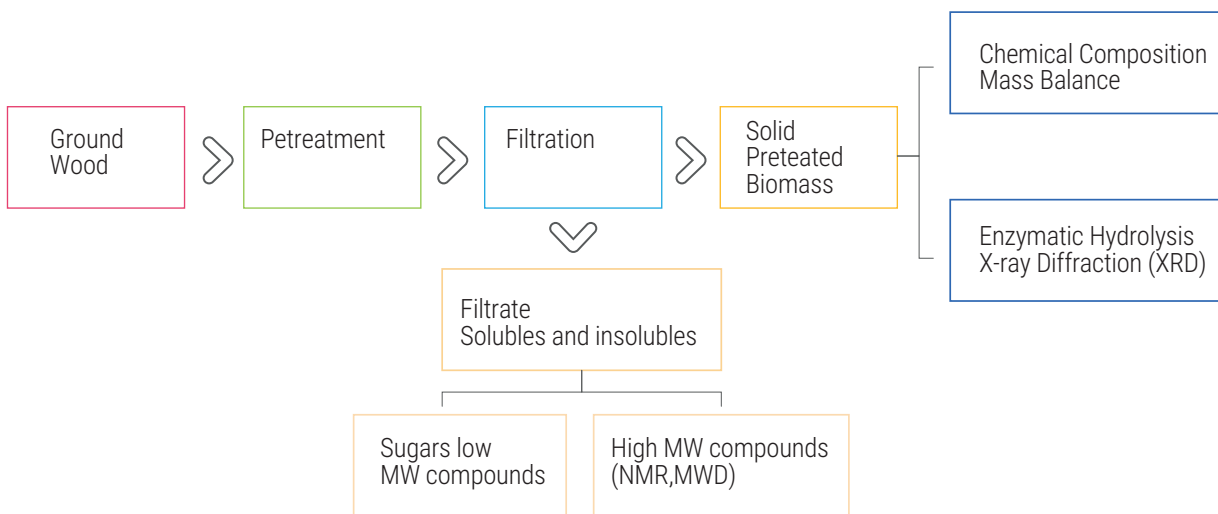 Ground
Wood
Petreatment
Filtration
Solid
Preteated
Biomass
Chemical Composition
Mass Balance
Enzymatic Hydrolysis
X-ray Diffraction (XRD)
Filtrate
Solubles and insolubles
Sugars low
MW compounds
High MW compounds
(NMR,MWD)